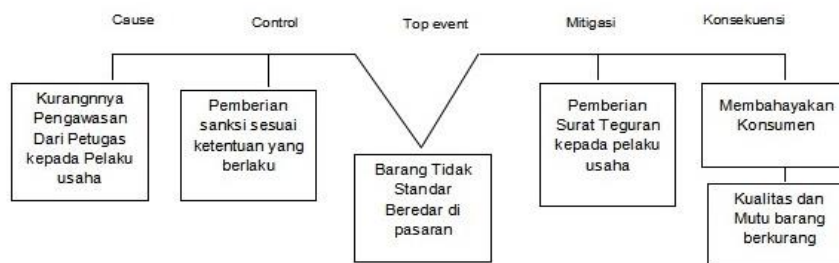 Cause
Control
Top event
Mitigasi
Konsekuensi
Kurangnnya
Pengawasan
Dari Petugas
kepada Pelaku
usaha
Pemberian
sanksi sesuai
ketentuan yang
berlaku
Barang Tidak
Standar
Beredar di
pasaran
Pemberian
Surat Teguran
kepada pelaku
usaha
Membahayakan
Konsumen
Kualitas dan
Mutu barang
berkurang